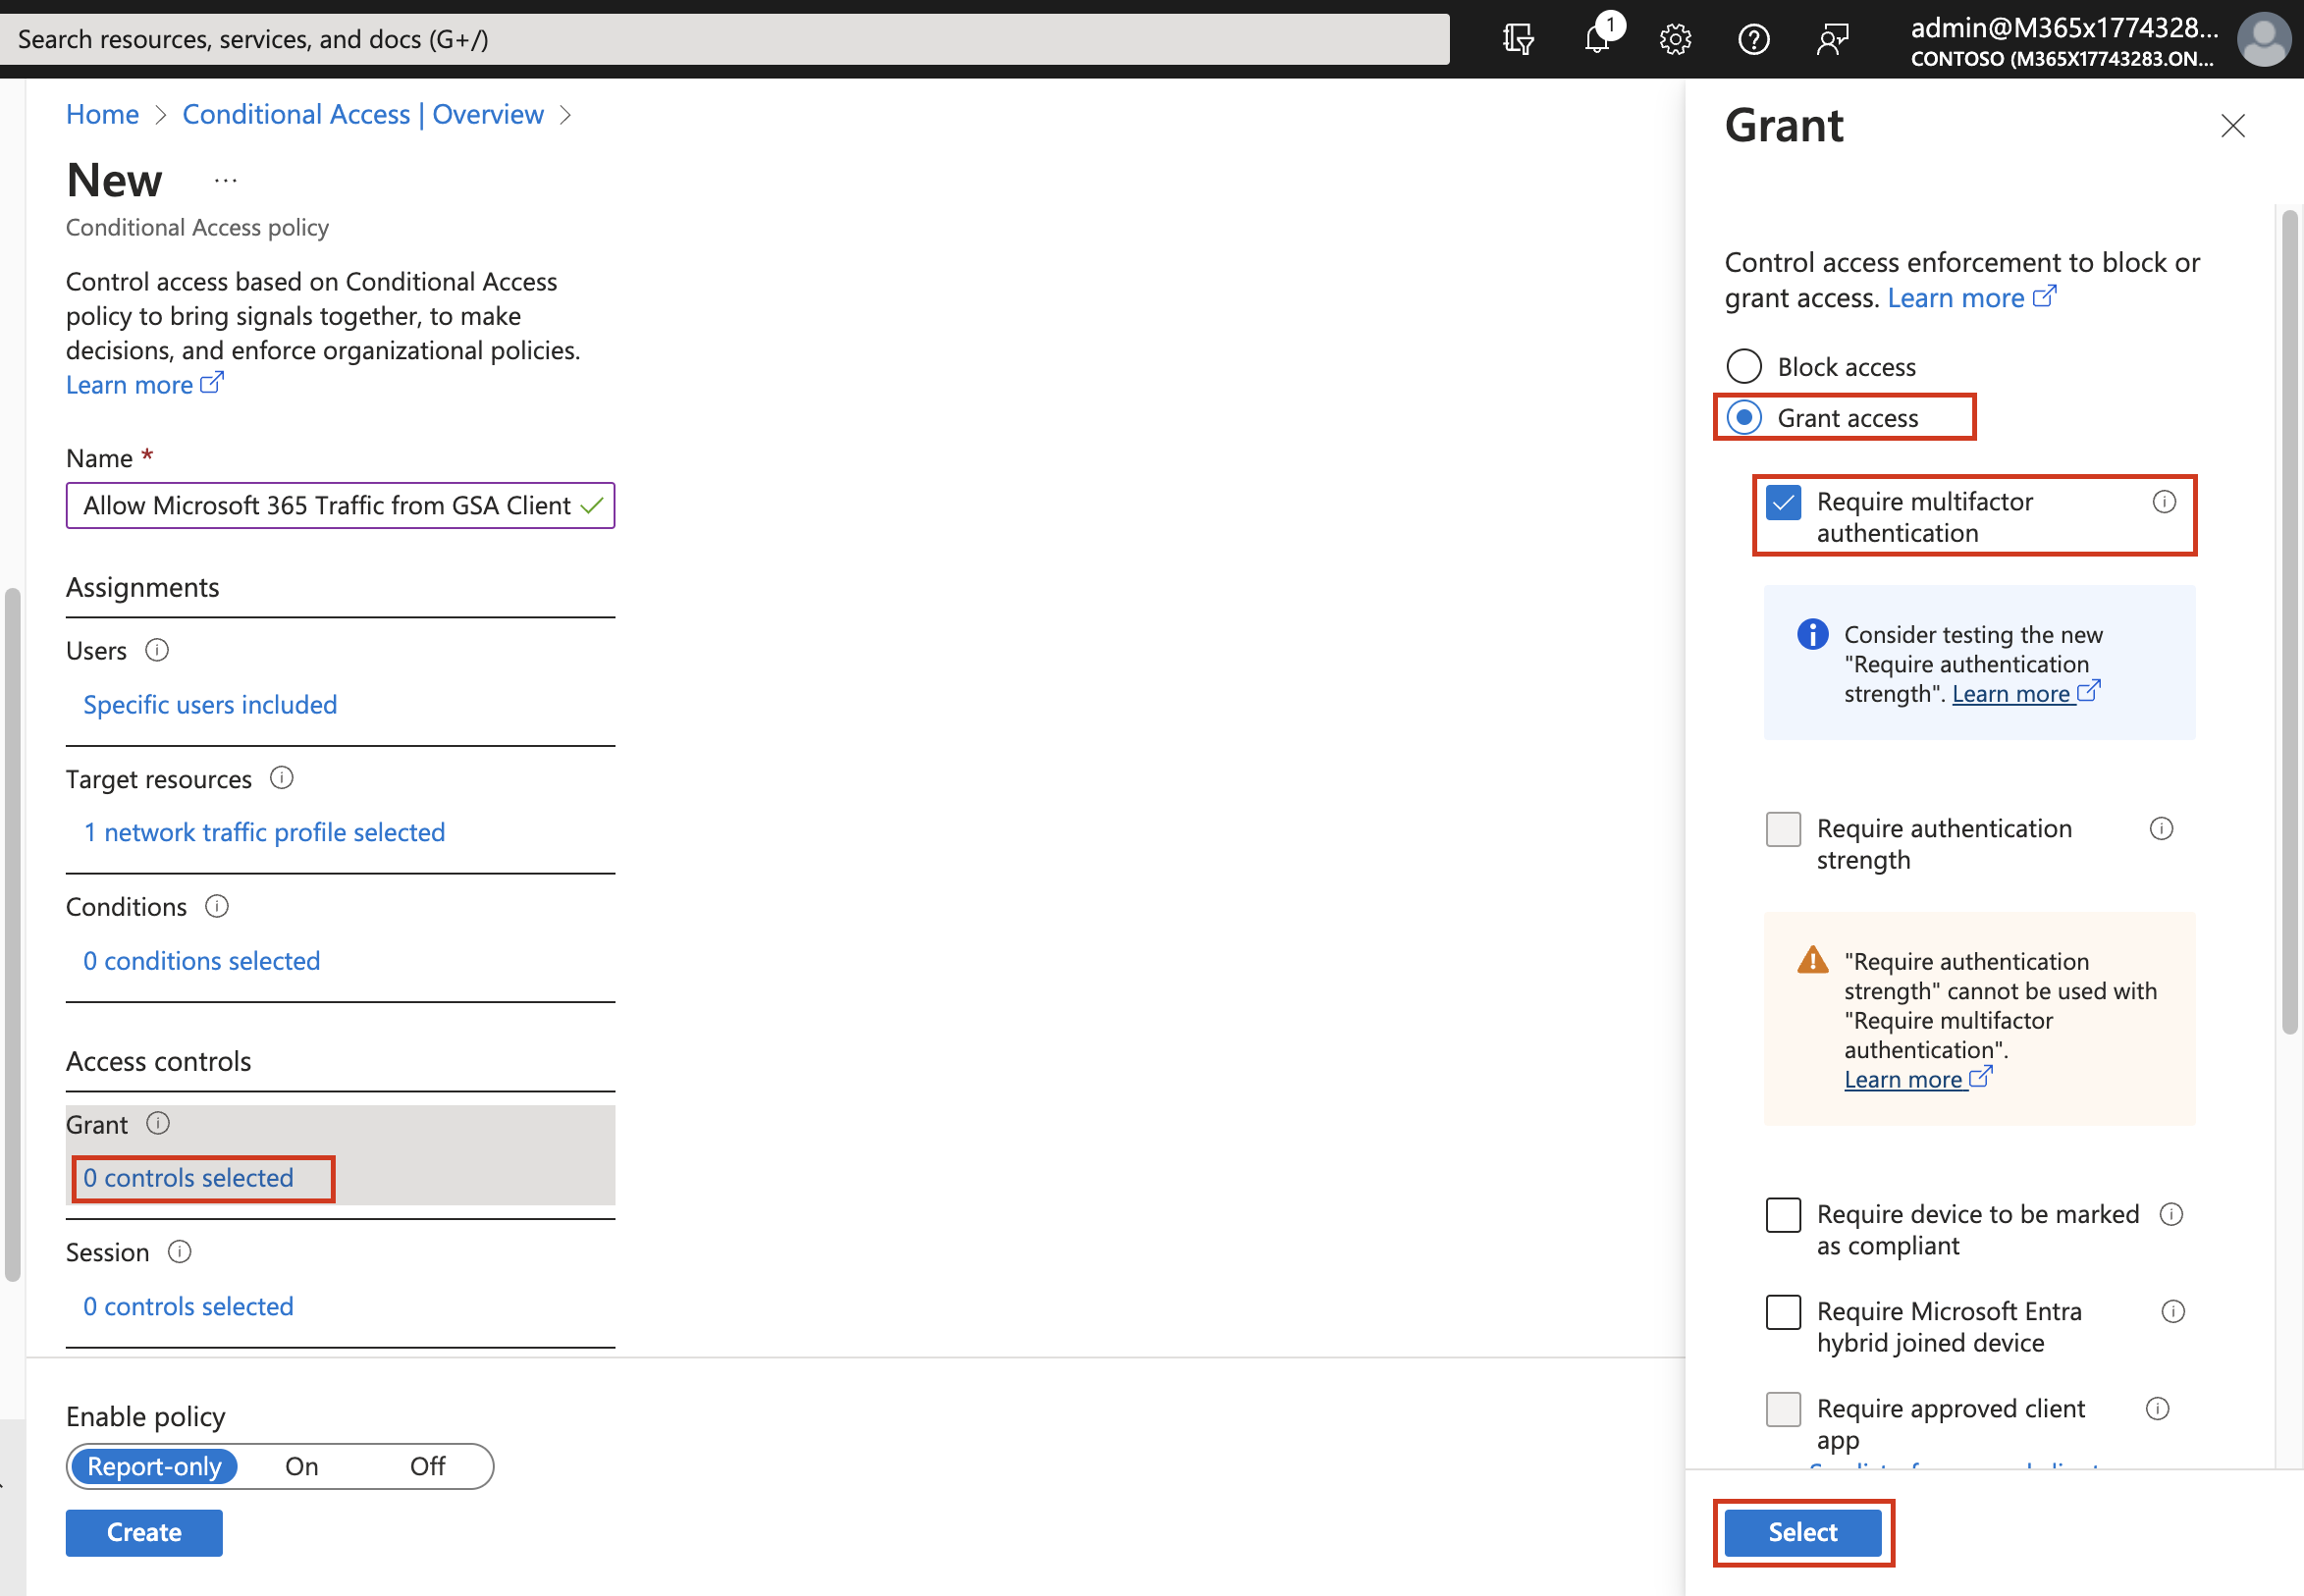 Search resources, services, and docs (G+/)
1
admin@M365x1774328...
CONTOSO (M365X17743283.ON...
Home
Conditional Access | Overview
New
...
Conditional Access policy
Control access based on Conditional Access
policy to bring signals together, to make
decisions, and enforce organizational policies.
Learn more
Name *
Allow Microsoft 365 Traffic from GSA Client
Assignments
Users
Specific users included
Target resources
1 network traffic profile selected
Conditions
0 conditions selected
Access controls
Grant
0 controls selected
Session
0 controls selected
Enable policy
Report-only
On
Off
Create
Grant
Control access enforcement to block or
grant access. Learn more
Block access
Grant access
Require multifactor
authentication
Consider testing the new
"Require authentication
strength". Learn more
Require authentication
strength
"Require authentication
strength" cannot be used with
"Require multifactor
authentication".
Learn more
Require device to be marked
as compliant
Require Microsoft Entra
hybrid joined device
Require approved client
app
Select